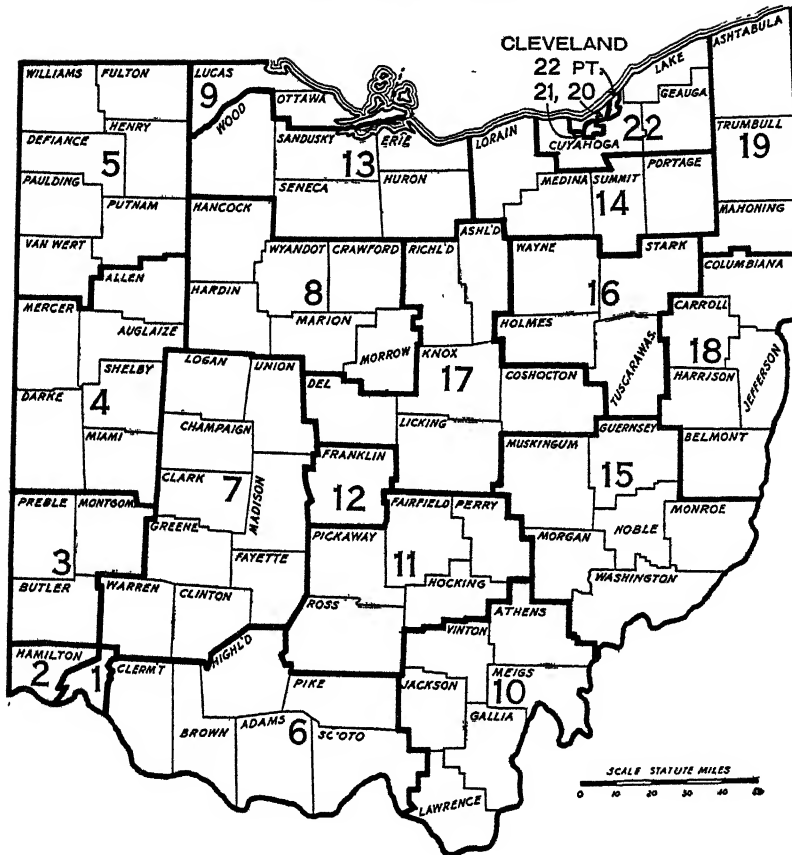 CLEVELAND
22 PT.
21, 20
LAKE
ASHTABULA
WILLIAMS
FULTON
LUCAS
9
OTTAWA
WOOD
GEAUGA
22
CUYAHOGA
HENRY
DEFIANCE
5
SANDUSKY
ERIE
13
LORAIN
TRUMBULL
19
PAULDING
SENECA
HURON
MEDINA
SUMMIT
14
PORTAGE
PUTNAM
HANCOCK
MAHONING
VAN WERT
ALLEN
WYANDOT
CRAWFORD
8
RICHL'D
ASHL'D
WAYNE
STARK
16
COLUMBIANA
MERCER
AUGLAIZE
HARDIN
MARION
MORROW
HOLMES
TUSCARAWAS.
CARROLL
18
HARRISON
JEFFERSON
LOGAN
UNION
KNOX
17
COSHOCTON
SHELBY
DARKE
4
DEL
CHAMPAIGN
LICKING
MUSKINGUM
GUERNSEY
BELMONT
MIAMI
FRANKLIN
12
CLARK
7
MADISON
15
PREBLE
MONTGOM
GREENE
FAIRFIELD
PERRY
NOBLE
MONROE
3
PICKAWAY
MORGAN
FAYETTE
11
HOCKING
WASHINGTON
BUTLER
WARREN
CLINTON
ROSS
ATHENS
VINTON
HAMILTON
2
1
CLERM'T
HIGHL'D
PIKE
JACKSON
MEIGS
10
GALLIA
BROWN
ADAMS
6
SCIOTO
LAWRENCE
SCALE STATUTE MILES
0 10 20 30 40 50